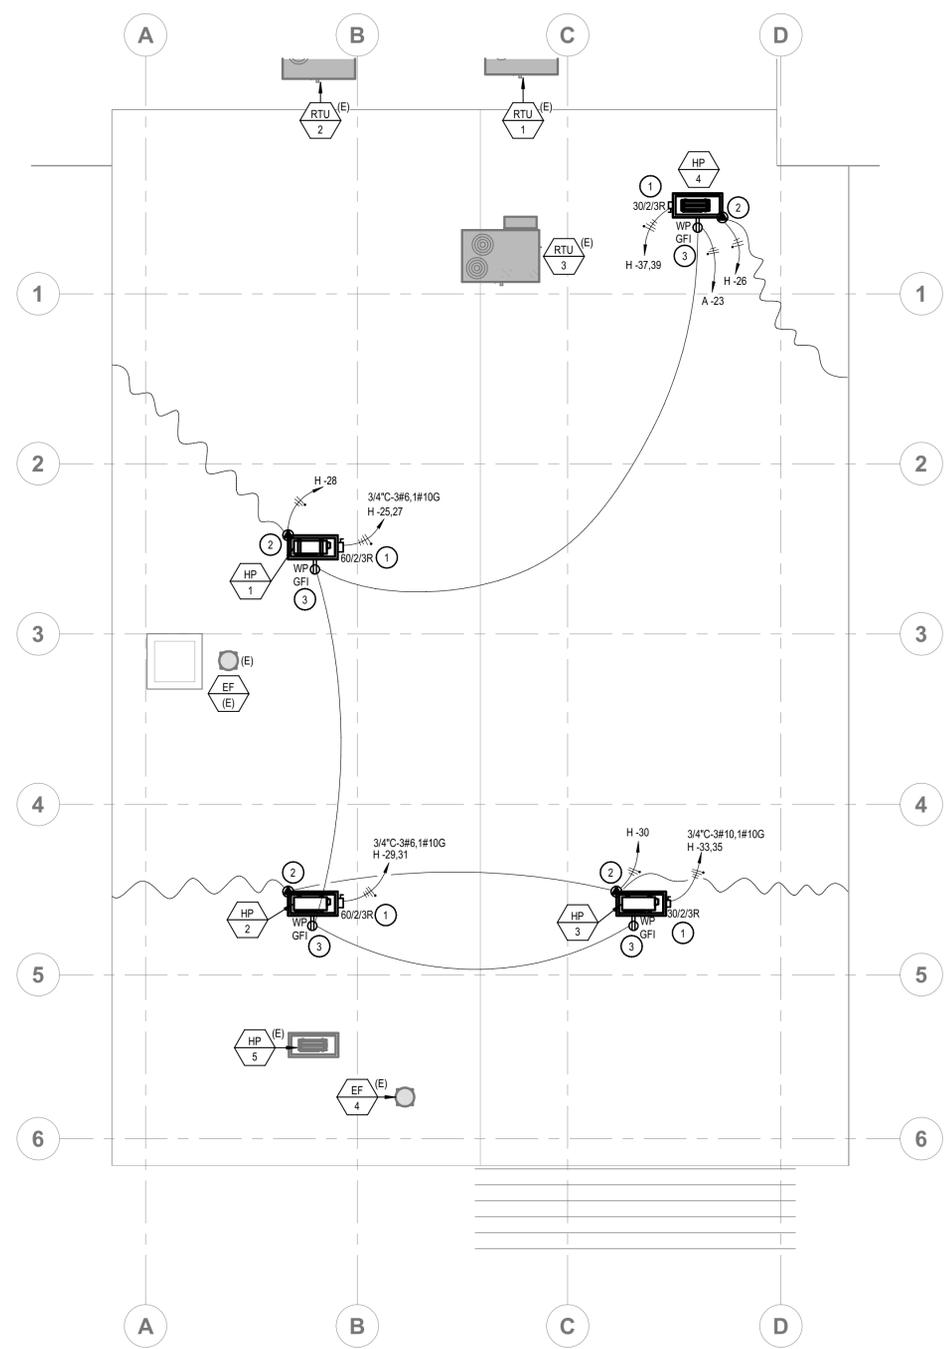 A
B
C
D
RTU
2
(E)
RTU
1
(E)
HP
4
1
30/2/3R
2
WP
GFI
3
H -37,39
H -26
A -23
RTU
3
(E)
1
1
2
2
H -28
3/4"C-3#6,1#10G
H -25,27
2
60/2/3R
1
HP
1
WP
GFI
3
3
3
(E)
EF
(E)
4
4
3/4"C-3#6,1#10G
H -29,31
H -30
3/4"C-3#10,1#10G
H -33,35
2
2
HP
2
60/2/3R
1
WP
GFI
3
HP
3
30/2/3R
1
WP
GFI
3
5
5
HP
5
(E)
EF
4
(E)
6
6
A
B
C
D